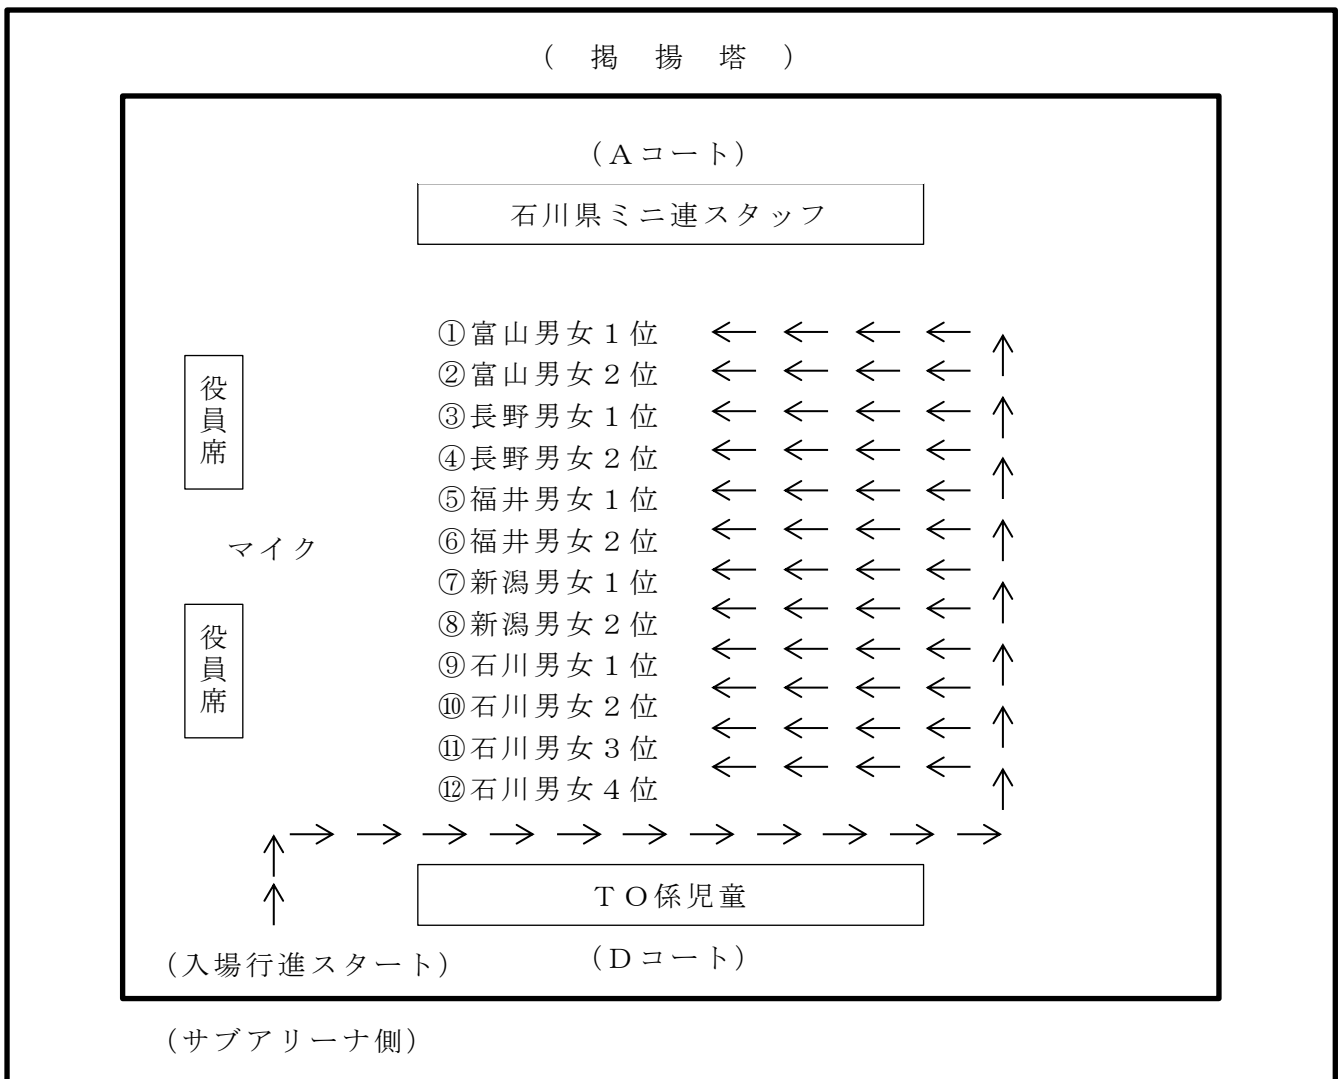 （ 掲 揚 塔 ）
（Ａコート）
石川県ミニ連スタッフ
①富山男女１位
②富山男女２位
③長野男女１位
④長野男女２位
⑤福井男女１位
⑥福井男女２位
⑦新潟男女１位
⑧新潟男女２位
⑨石川男女１位
⑩石川男女２位
⑪石川男女３位
⑫石川男女４位
役員席
マイク
役員席
ＴＯ係児童
（入場行進スタート）
（Ｄコート）
（サブアリーナ側）